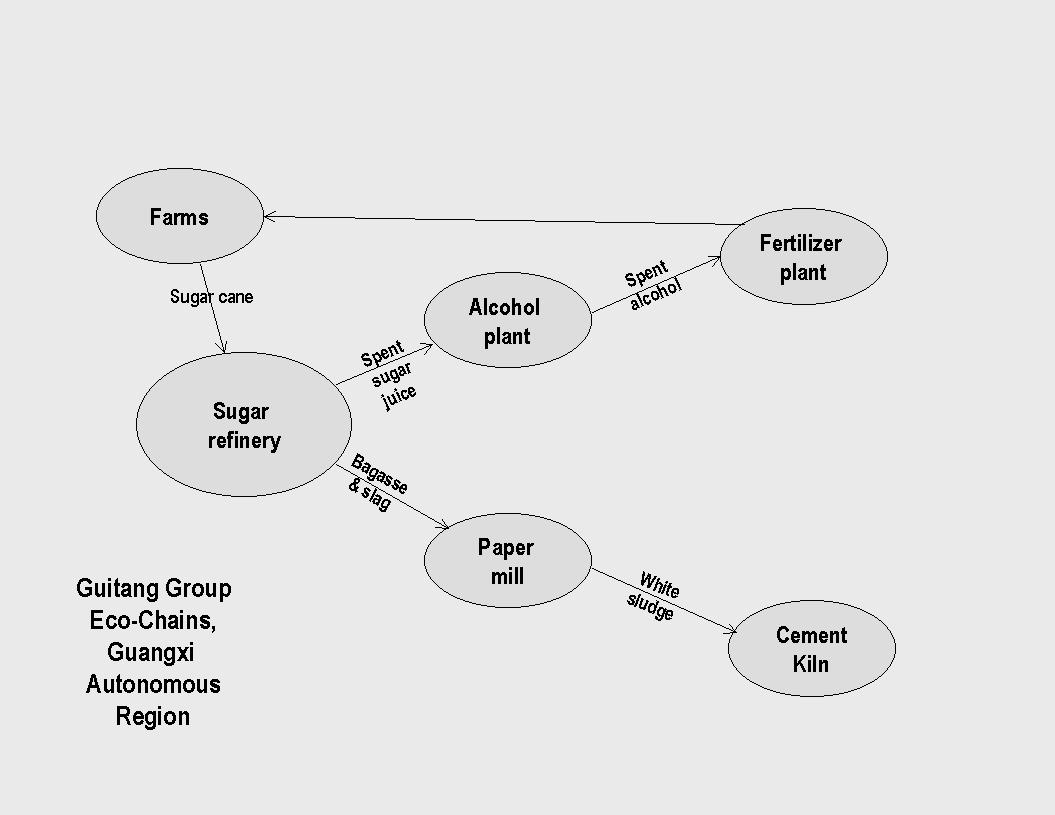 Farms
Fertilizer
plant
Spent
alcohol
Sugar cane
Alcohol
plant
Spent
sugar
juice
Sugar
refinery
Bagasse
& slag
Paper
mill
White
sludge
Cement
Kiln
Guitang Group
Eco-Chains,
Guangxi
Autonomous
Region